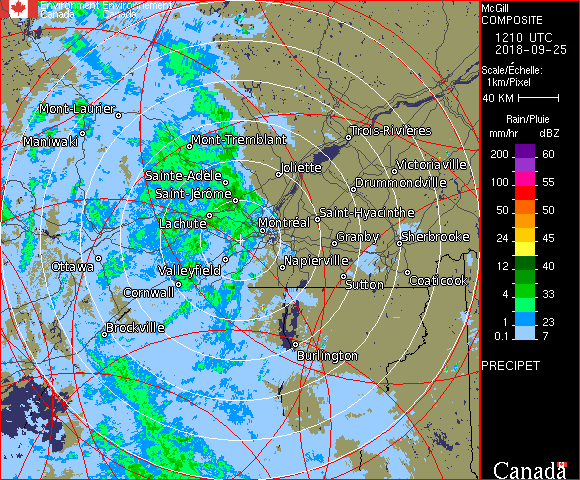 Environment Environnement
Canada Canada
Mont-Laurier
Maniwaki
Mont-Tremblant
Trois-Rivières
Sainte-Adèle
Joliette
Victoriaville
Saint-Jérôme
Drummondville
Lachute
Montréal
Saint-Hyacinthe
Granby
Sherbrooke
Ottawa
Valleyfield
Napierville
Coaticook
Cornwall
Sutton
Brockville
Burlington
McGill
COMPOSITE
1210 UTC
2018-09-25
Scale/Échelle:
1km/Pixel
40 KM
Rain/Pluie
mm/hr dBZ
200 60
100 55
50 50
24 45
12 40
4 33
1 23
0.1 7
PRECIPET
Canada